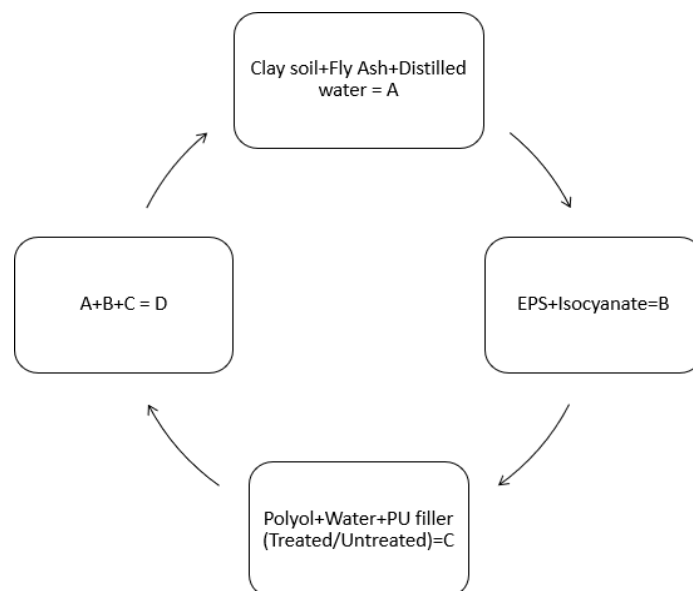 Clay soil+Fly Ash+Distilled
water = A
A+B+C = D
EPS+Isocyanate=B
Polyol+Water+PU filler
(Treated/Untreated)=C